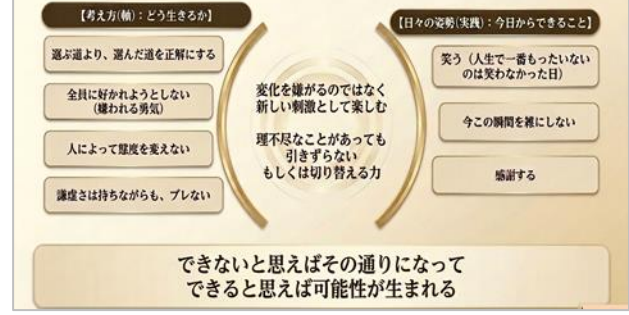 【考え方(軸)：どう生きるか】
選ぶ道より、選んだ道を正解にする
全員に好かれようとしない
(嫌われる勇気)
人によって態度を変えない
謙虚さは持ちながらも、ブレない
変化を嫌がるのではなく
新しい刺激として楽しむ
理不尽なことがあっても
引きずらない
もしくは切り替える力
【日々の姿勢(実践)：今日からできること】
笑う（人生で一番もったいない
のは笑わなかった日）
今この瞬間を雑にしない
感謝する
できないと思えばその通りになって
できると思えば可能性が生まれる